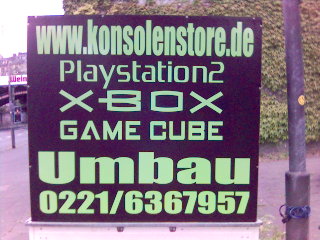 www.konsolenstore.de
Playstation2
XBOX
GAME CUBE
Umbau
0221/6367957